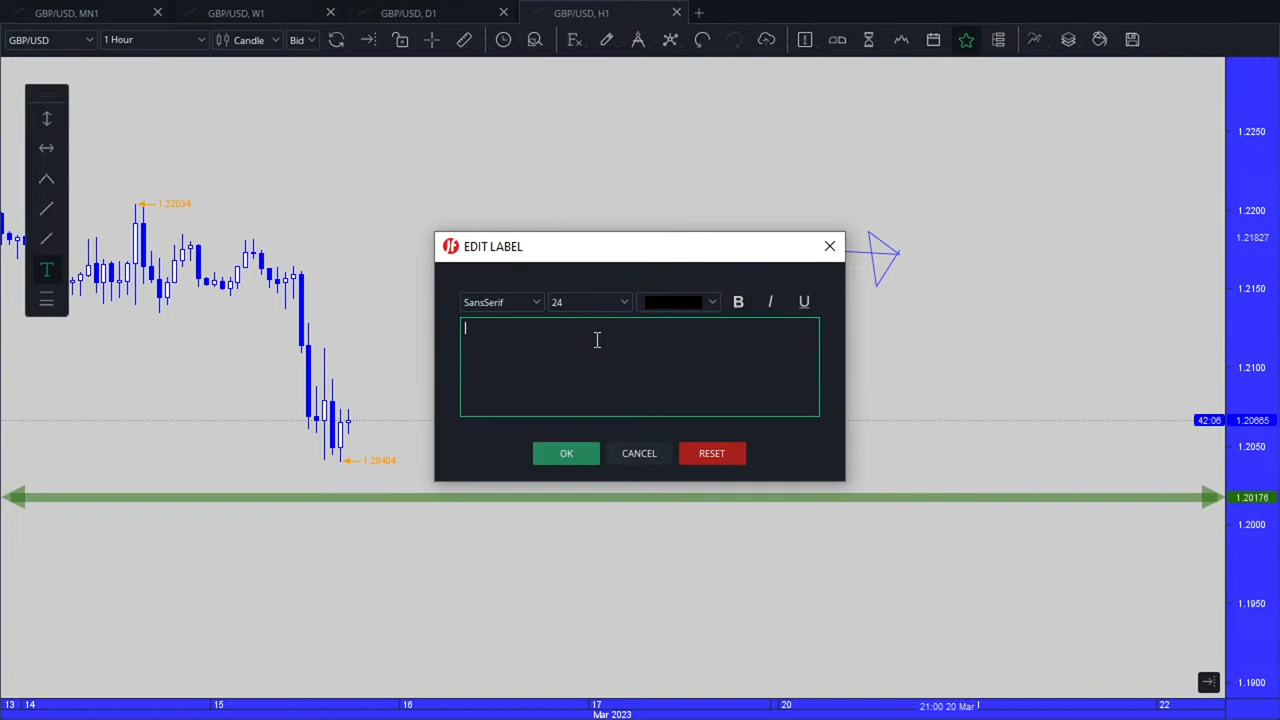 GBP/USD, MN1
GBP/USD, W1
GBP/USD, D1
GBP/USD, H1
GBP/USD
1 Hour
Candle
Bid
1.22034
1.20404
EDIT LABEL
SansSerif
24
B
I
U
OK
CANCEL
RESET
1.2250
1.2200
1.21827
1.2150
1.2100
42:06
1.20665
1.2050
1.20176
1.2000
1.1950
1.1900
13
14
15
16
17
20
21:00 20 Mar
22
Mar 2023